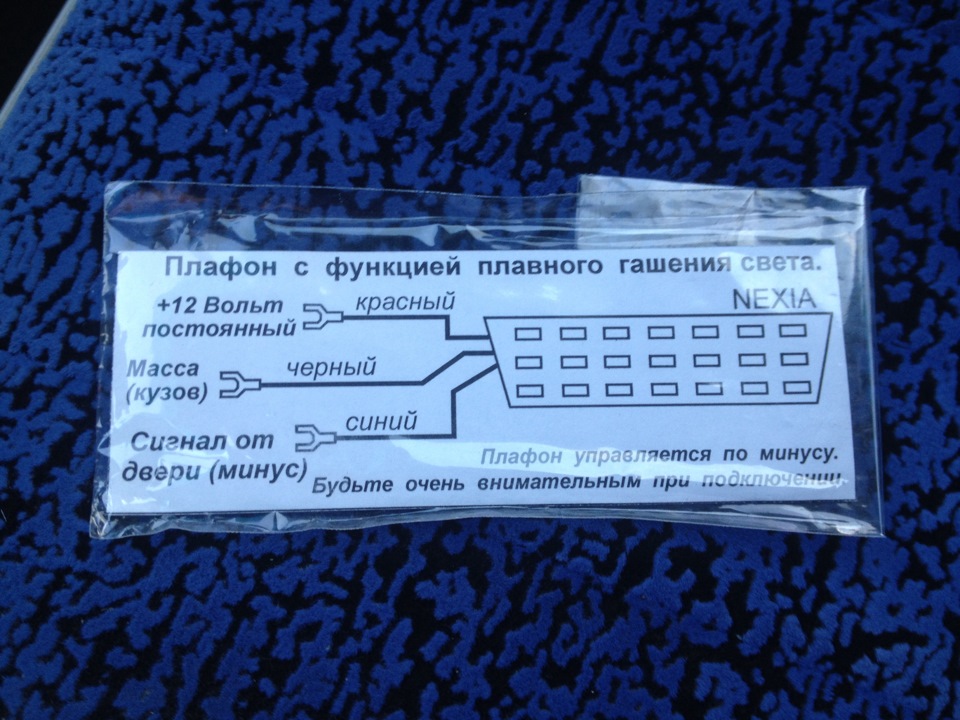 Плафон с функцией плавного гашения света.
NEXIA
+12 Вольт
постоянный
красный
Масса
(кузов)
черный
синий
Сигнал от
двери (минус)
Плафон управляется по минусу.
Будьте очень внимательным при подключении